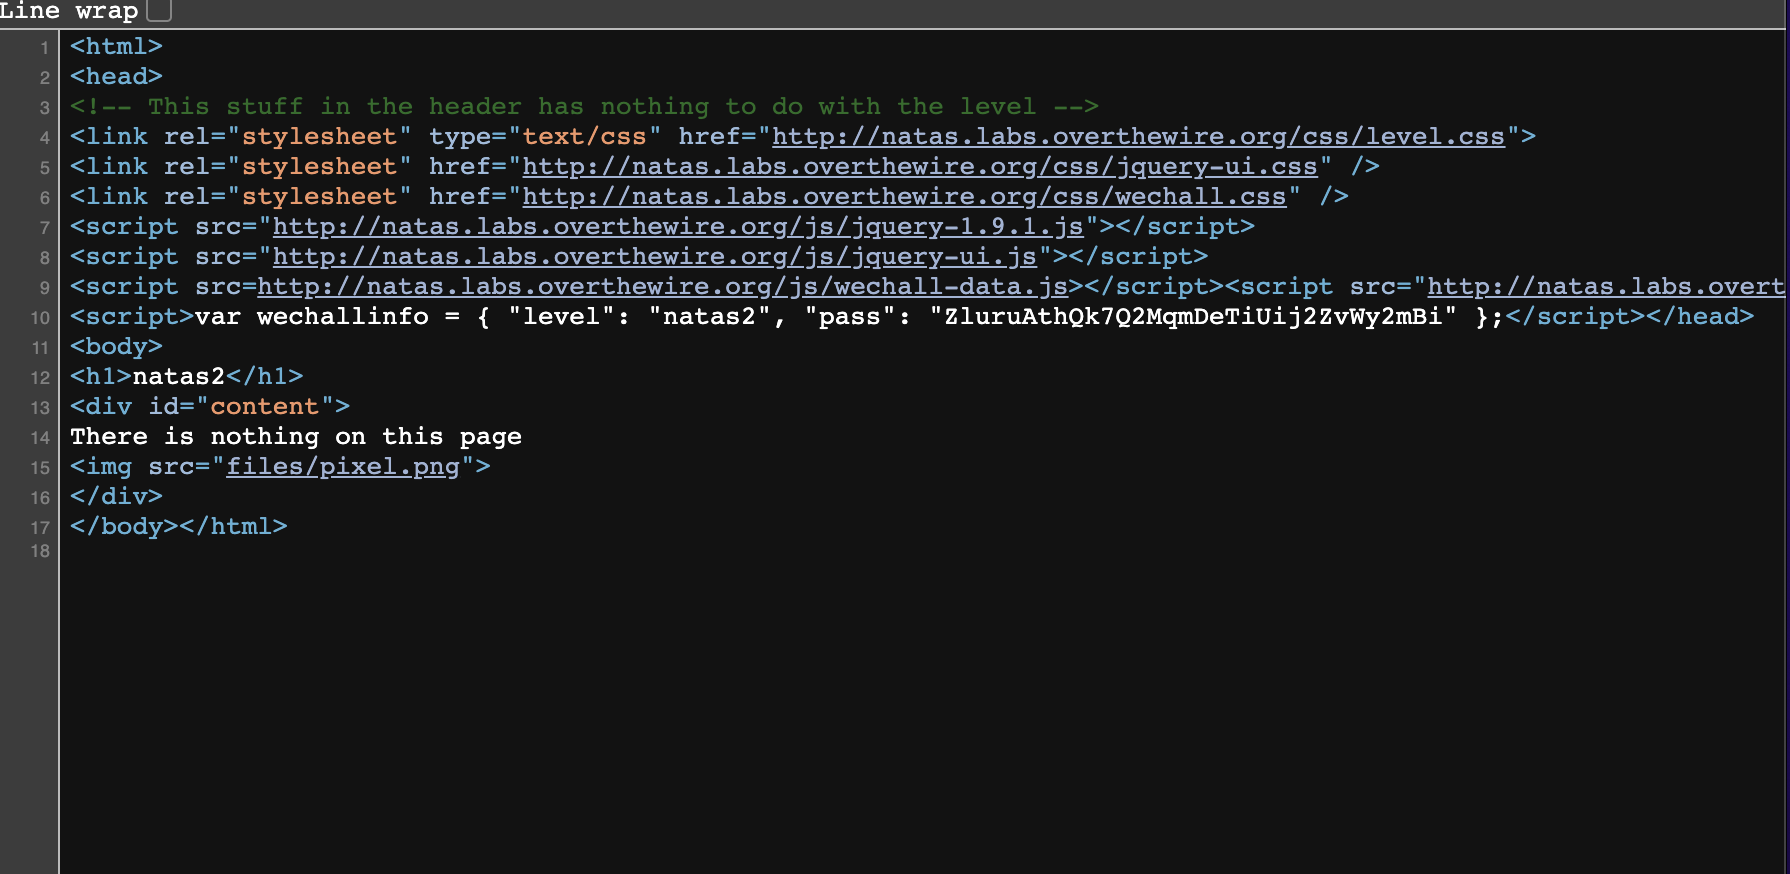 Line wrap
1 <html>
2 <head>
3 <!-- This stuff in the header has nothing to do with the level -->
4 <link rel="stylesheet" type="text/css" href="http://natas.labs.overthewire.org/css/level.css">
5 <link rel="stylesheet" href="http://natas.labs.overthewire.org/css/jquery-ui.css" />
6 <link rel="stylesheet" href="http://natas.labs.overthewire.org/css/wechall.css" />
7 <script src="http://natas.labs.overthewire.org/js/jquery-1.9.1.js"></script>
8 <script src="http://natas.labs.overthewire.org/js/jquery-ui.js"></script>
9 <script src=http://natas.labs.overthewire.org/js/wechall-data.js></script><script src="http://natas.labs.overt
10 <script>var wechallinfo = { "level": "natas2", "pass": "ZluruAthQk7Q2MqmDeTiUij2ZvWy2mBi" };</script></head>
11 <body>
12 <h1>natas2</h1>
13 <div id="content">
14 There is nothing on this page
15 <img src="files/pixel.png">
16 </div>
17 </body></html>
18